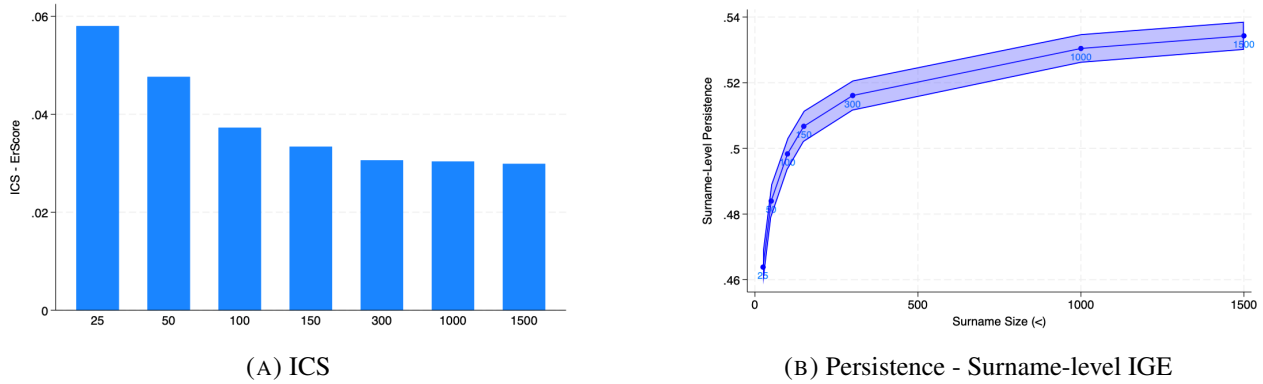 .06
.04
.02
0
ICS - ErScore
25 50 100 150 300 1000 1500
(A) ICS
.54
.52
.5
.48
.46
Surname-Level Persistence
25
50
100
150
300
1000
1500
0 500 1000 1500
Surname Size (<)
(B) Persistence - Surname-level IGE